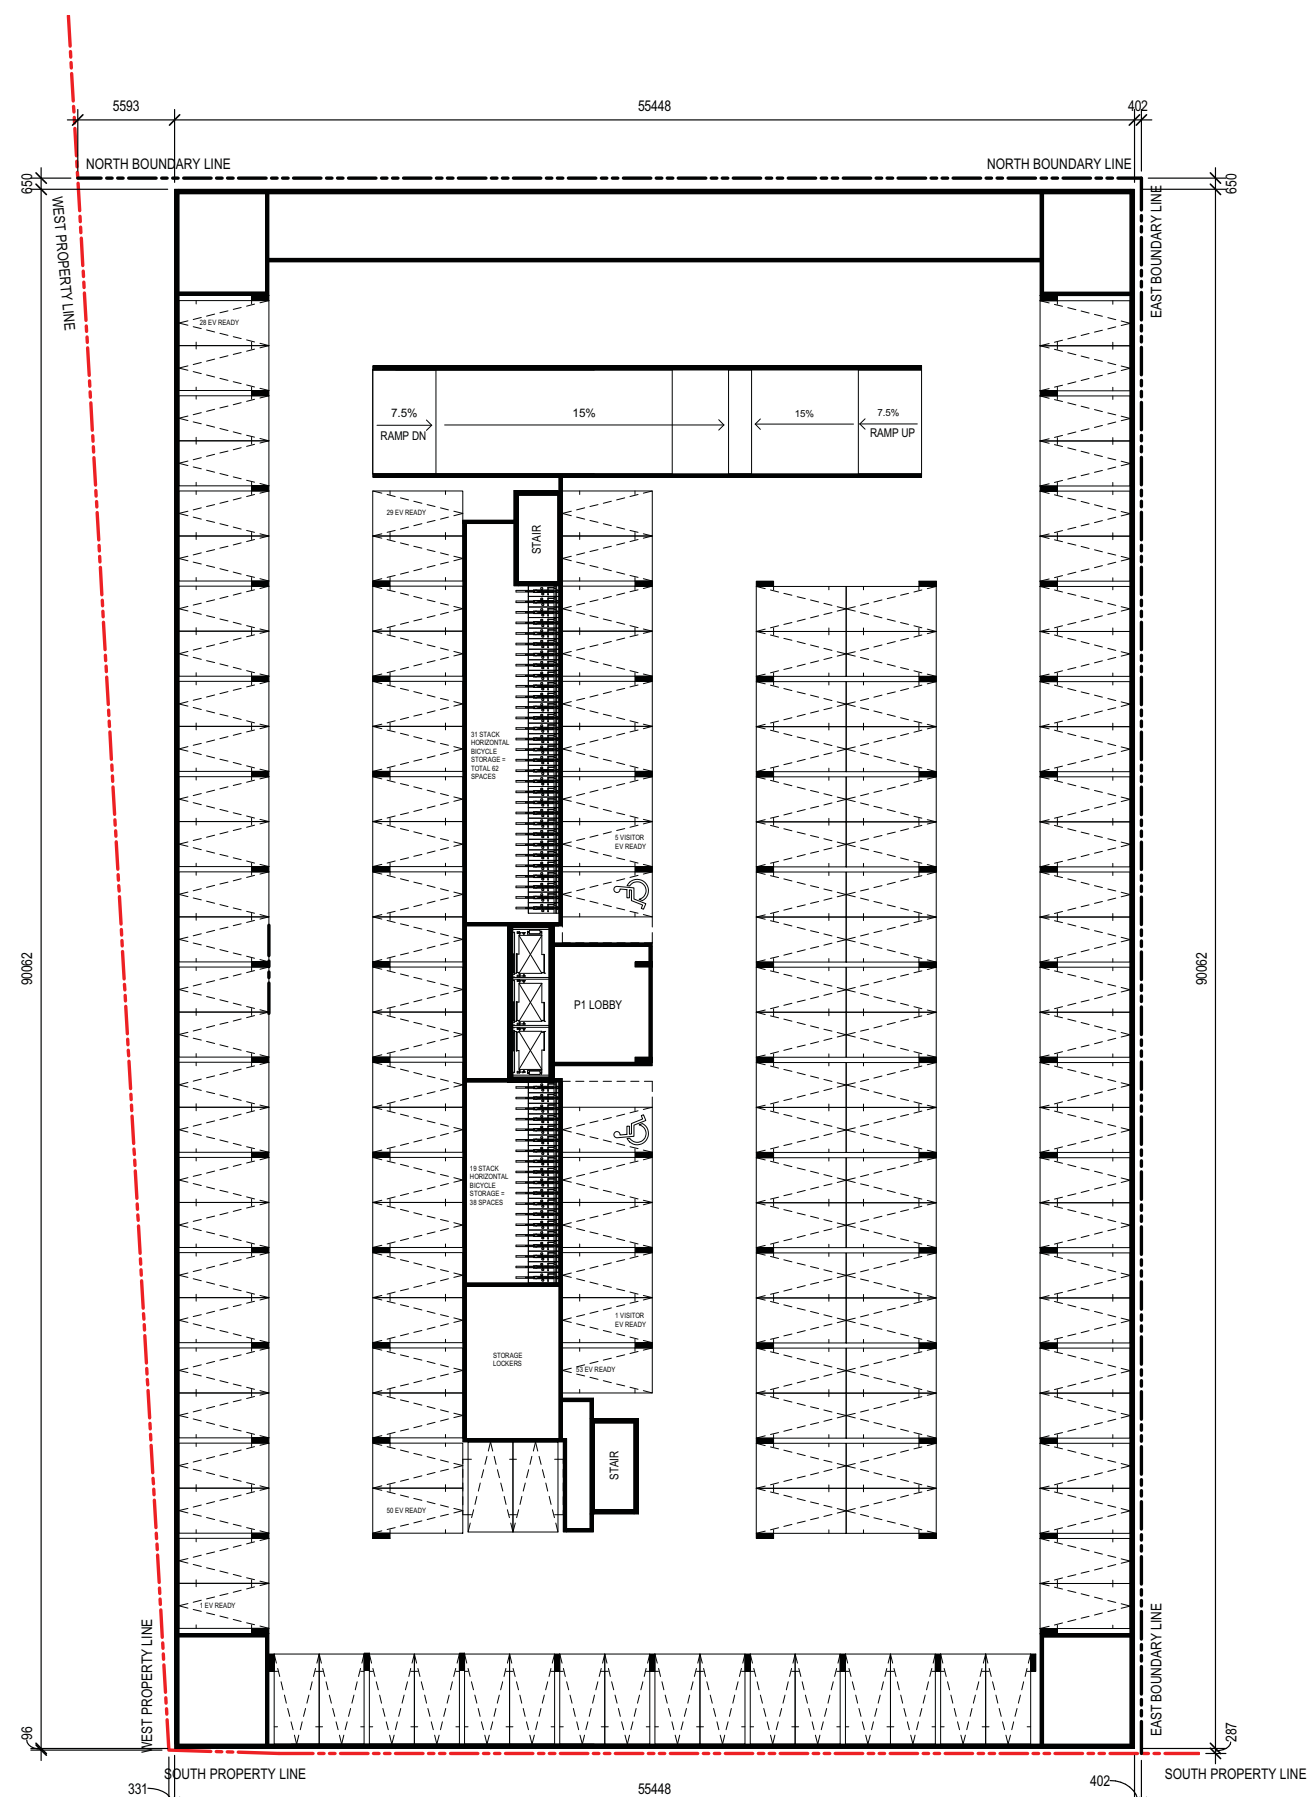 5593
55448
402
NORTH BOUNDARY LINE
NORTH BOUNDARY LINE
650
650
WEST PROPERTY LINE
EAST BOUNDARY LINE
28 EV READY
7.5%
15%
15%
7.5%
RAMP DN
RAMP UP
29 EV READY
STAIR
31 STACK
HORIZONTAL
BICYCLE
STORAGE =
TOTAL 62
SPACES
5 VISITOR
EV READY
90062
90062
P1 LOBBY
19 STACK
HORIZONTAL
BICYCLE
STORAGE =
38 SPACES
1 VISITOR
EV READY
STORAGE
LOCKERS
53 EV READY
STAIR
50 EV READY
1 EV READY
WEST PROPERTY LINE
EAST BOUNDARY LINE
96
287
SOUTH PROPERTY LINE
SOUTH PROPERTY LINE
331
55448
402